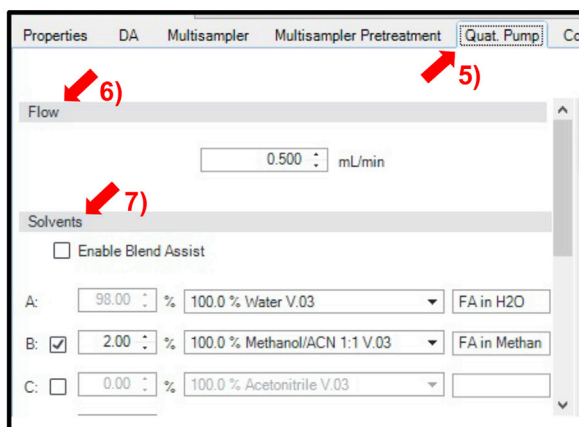 Properties DA Multisampler Multisampler Pretreatment Quat. Pump Co
5)
6)
Flow
0.500 mL/min
7)
Solvents
Enable Blend Assist
A: 98.00 % 100.0 % Water V.03 FA in H2O
B: 2.00 % 100.0 % Methanol/ACN 1:1 V.03 FA in Methan
C: 0.00 % 100.0 % Acetonitrile V.03